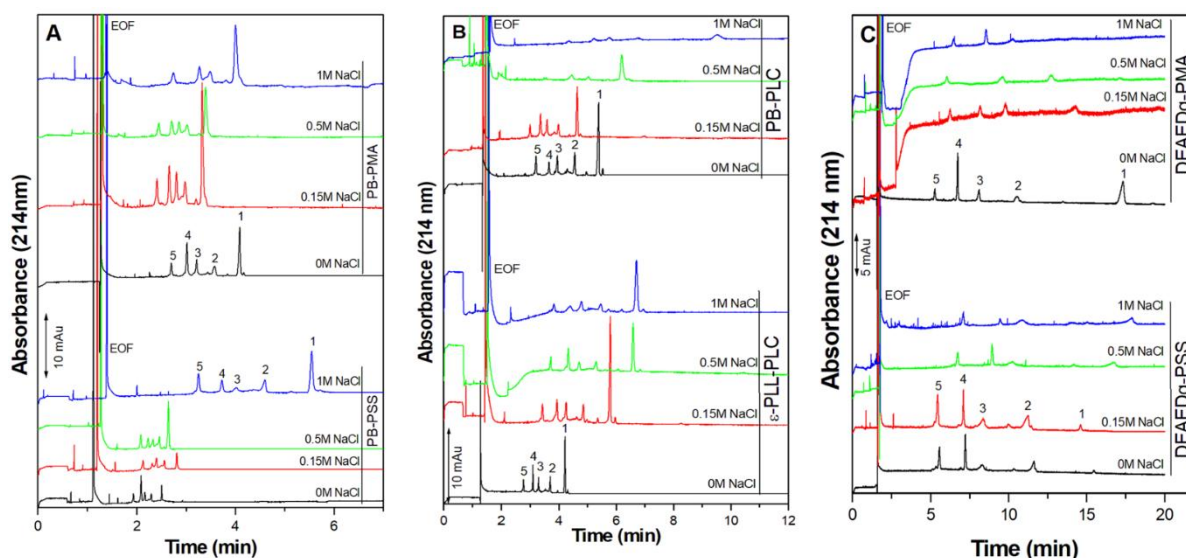 A
EOF
1M NaCl
0.5M NaCl
0.15M NaCl
1
4
5
3
2
0M NaCl
PB-PMA
10 mAu
EOF
1
5
4
3
2
1M NaCl
0.5M NaCl
0.15M NaCl
0M NaCl
PB-PSS
Absorbance (214nm)
0
2
4
6
Time (min)
B
EOF
1M NaCl
0.5M NaCl
0.15M NaCl
1
5
4
3
2
0M NaCl
PB-PLC
EOF
1M NaCl
0.5M NaCl
0.15M NaCl
1
4
5
3
2
0M NaCl
ε-PLL-PLC
10 mAu
Absorbance (214 nm)
0
2
4
6
8
10
12
Time (min)
C
1M NaCl
0.5M NaCl
0.15M NaCl
0M NaCl
4
5
3
2
1
DEAEDq-PMA
5 mAu
EOF
1M NaCl
0.5M NaCl
5
4
3
2
1
0.15M NaCl
0M NaCl
DEAEDq-PSS
Absorbance (214 nm)
0
5
10
15
20
Time (min)